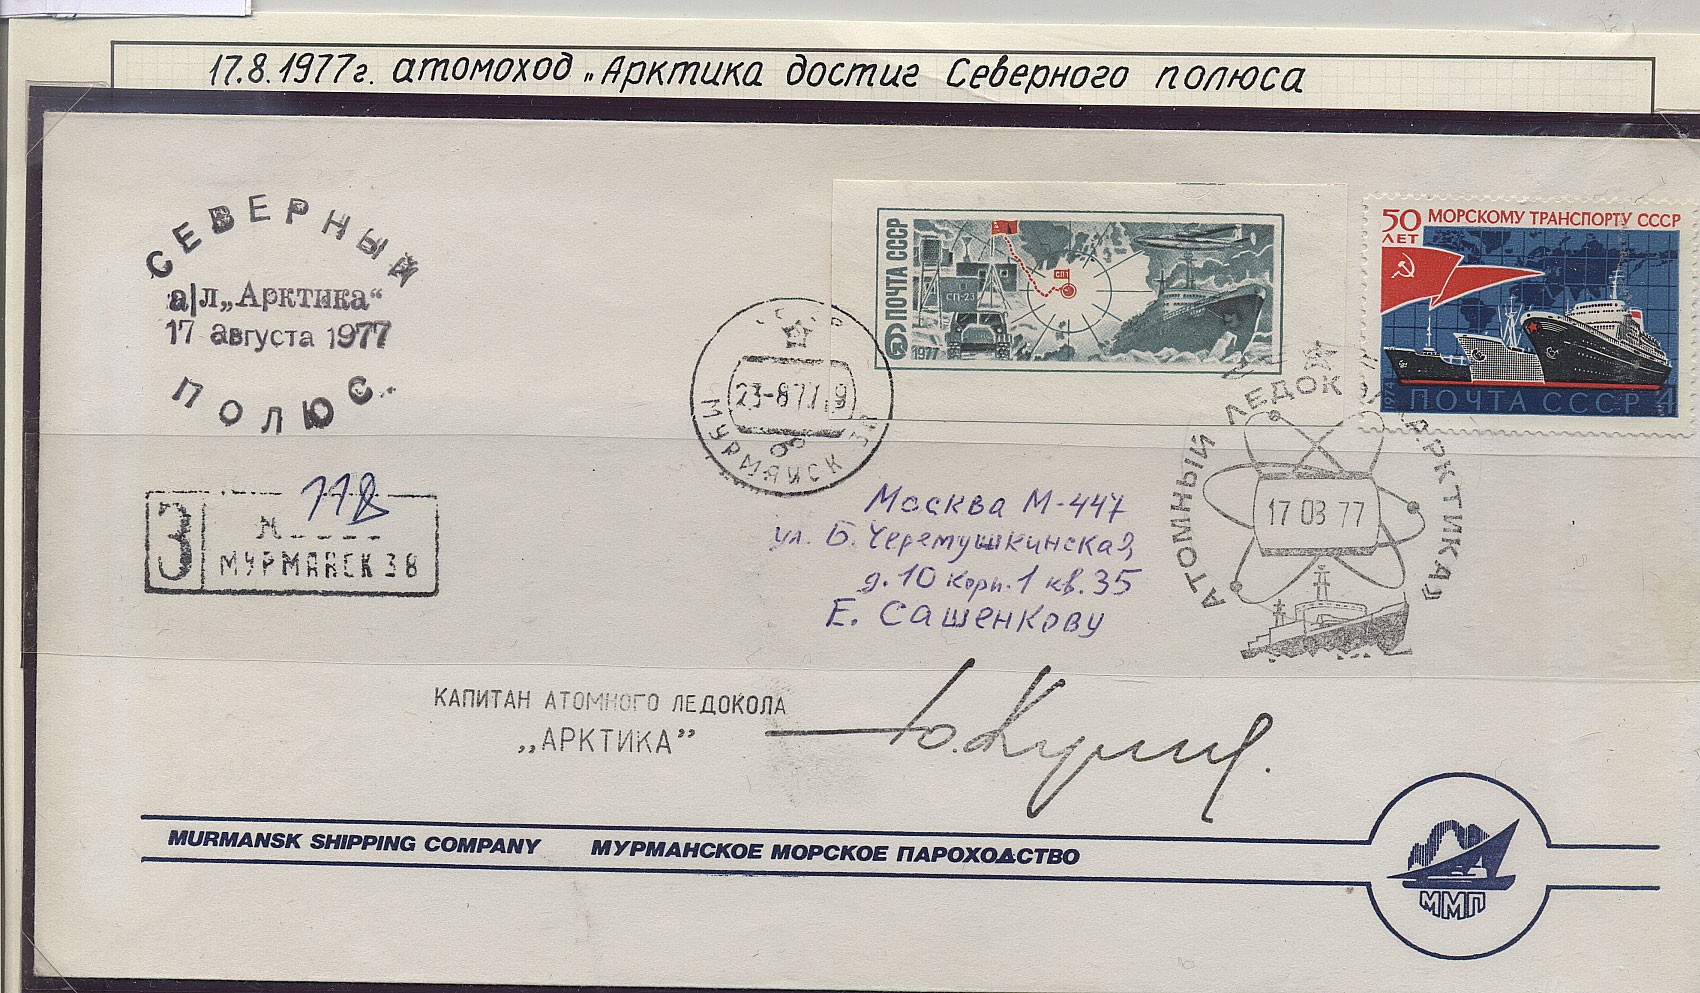 17.8.1977г. атомоход „Арктика достиг Северного полюса
СЕВЕРНЫЙ
а/л „Арктика“
17 августа 1977
ПОЛЮС.
ПОЧТА СССР
1977
СП-23
СП1
50 ЛЕТ
МОРСКОМУ ТРАНСПОРТУ СССР
1974
ПОЧТА СССР 4
23-8 77.19
МУРМАНСК 38
АТОМНЫЙ ЛЕДОКОЛ «АРКТИКА»
17 08 77
118
З
МУРМАНСК 38
Москва М-447
ул. Б. Черемушкинская,
д. 10 корп. 1 кв. 35
Е. Сашенкову
КАПИТАН АТОМНОГО ЛЕДОКОЛА
„АРКТИКА”
MURMANSK SHIPPING COMPANY МУРМАНСКОЕ МОРСКОЕ ПАРОХОДСТВО
ММП